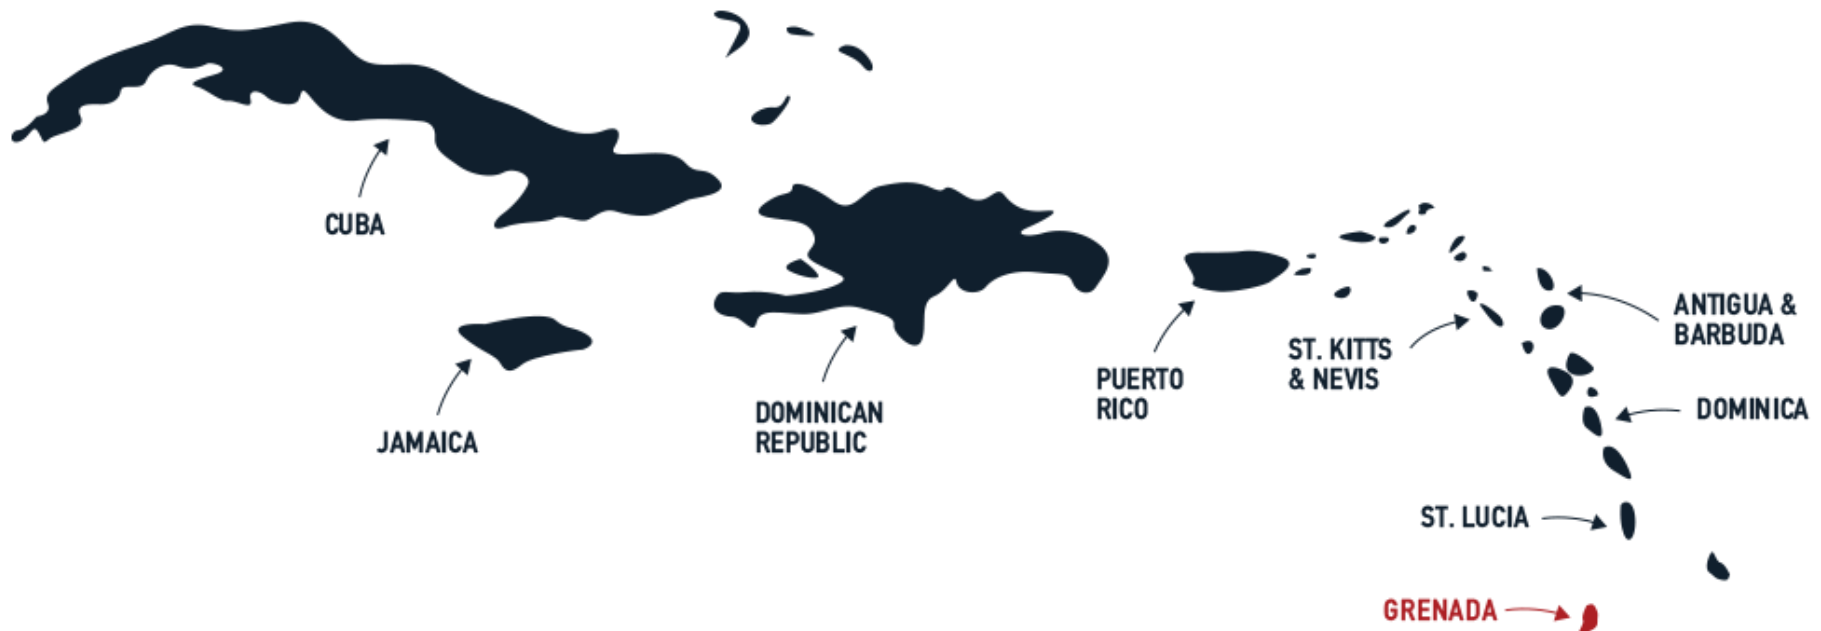 CUBA
JAMAICA
DOMINICAN
REPUBLIC
PUERTO
RICO
ST. KITTS
& NEVIS
ANTIGUA &
BARBUDA
DOMINICA
ST. LUCIA
GRENADA